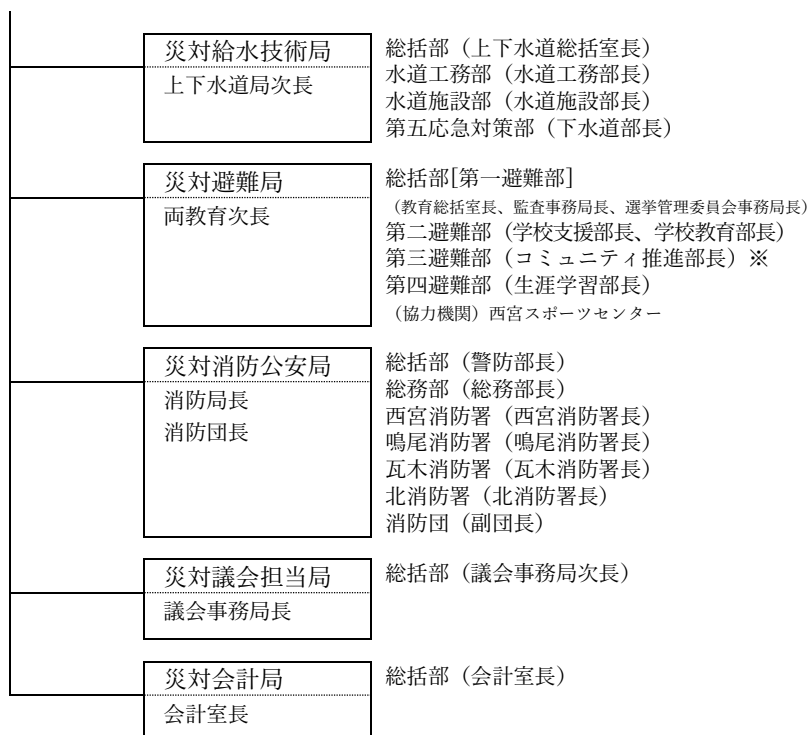 災対給水技術局
上下水道局次長
総括部（上下水道総括室長）
水道工務部（水道工務部長）
水道施設部（水道施設部長）
第五応急対策部（下水道部長）
災対避難局
両教育次長
総括部[第一避難部]
（教育総括室長、監査事務局長、選挙管理委員会事務局長）
第二避難部（学校支援部長、学校教育部長）
第三避難部（コミュニティ推進部長）※
第四避難部（生涯学習部長）
（協力機関）西宮スポーツセンター
災対消防公安局
消防局長
消防団長
総括部（警防部長）
総務部（総務部長）
西宮消防署（西宮消防署長）
鳴尾消防署（鳴尾消防署長）
瓦木消防署（瓦木消防署長）
北消防署（北消防署長）
消防団（副団長）
災対議会担当局
議会事務局長
総括部（議会事務局次長）
災対会計局
会計室長
総括部（会計室長）